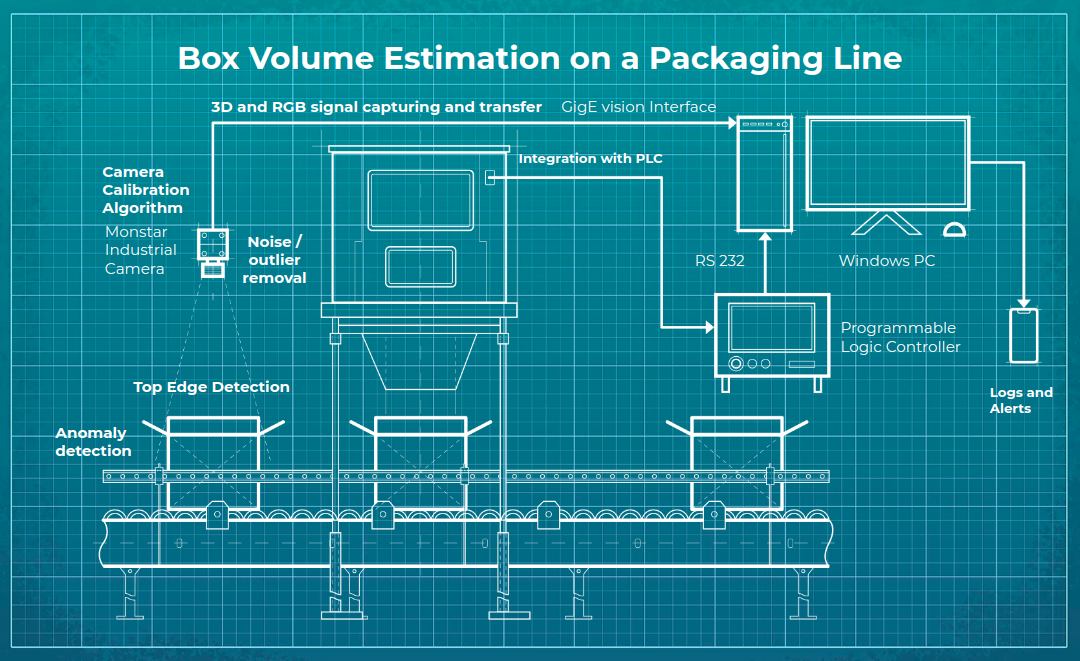 Box Volume Estimation on a Packaging Line
3D and RGB signal capturing and transfer
GigE vision Interface
Integration with PLC
Camera
Calibration
Algorithm
Monstar
Industrial
Camera
Noise /
outlier
removal
RS 232
Windows PC
Programmable
Logic Controller
Top Edge Detection
Logs and
Alerts
Anomaly
detection